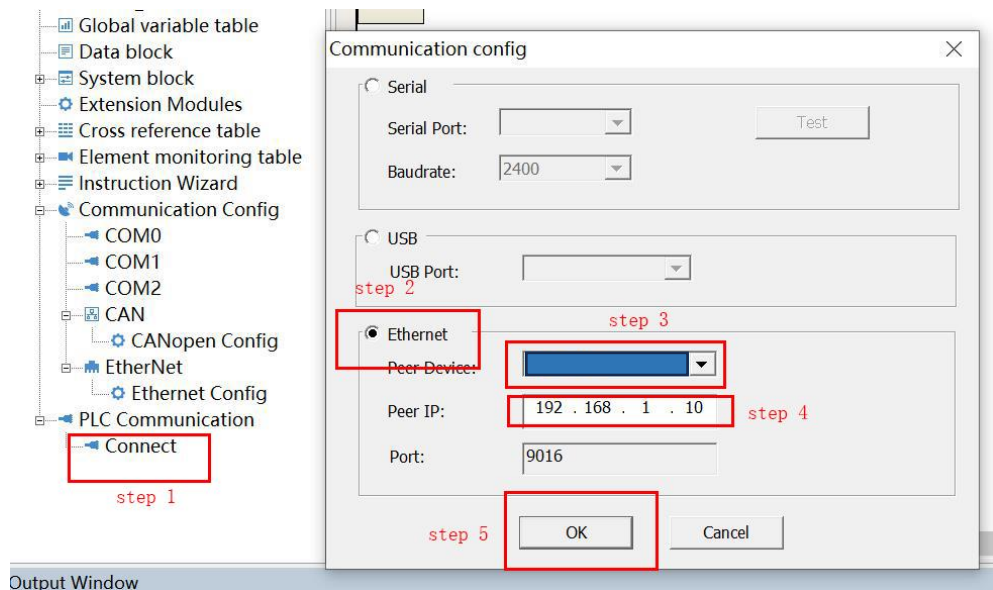 Global variable table
Data block
System block
Extension Modules
Cross reference table
Element monitoring table
Instruction Wizard
Communication Config
COM0
COM1
COM2
CAN
CANopen Config
EtherNet
Ethernet Config
PLC Communication
Connect
step 1
Output Window
Communication config
Serial
Serial Port:
Test
Baudrate: 2400
USB
USB Port:
step 2
Ethernet
step 3
Peer Device:
Peer IP: 192 . 168 . 1 . 10
step 4
Port: 9016
step 5
OK Cancel